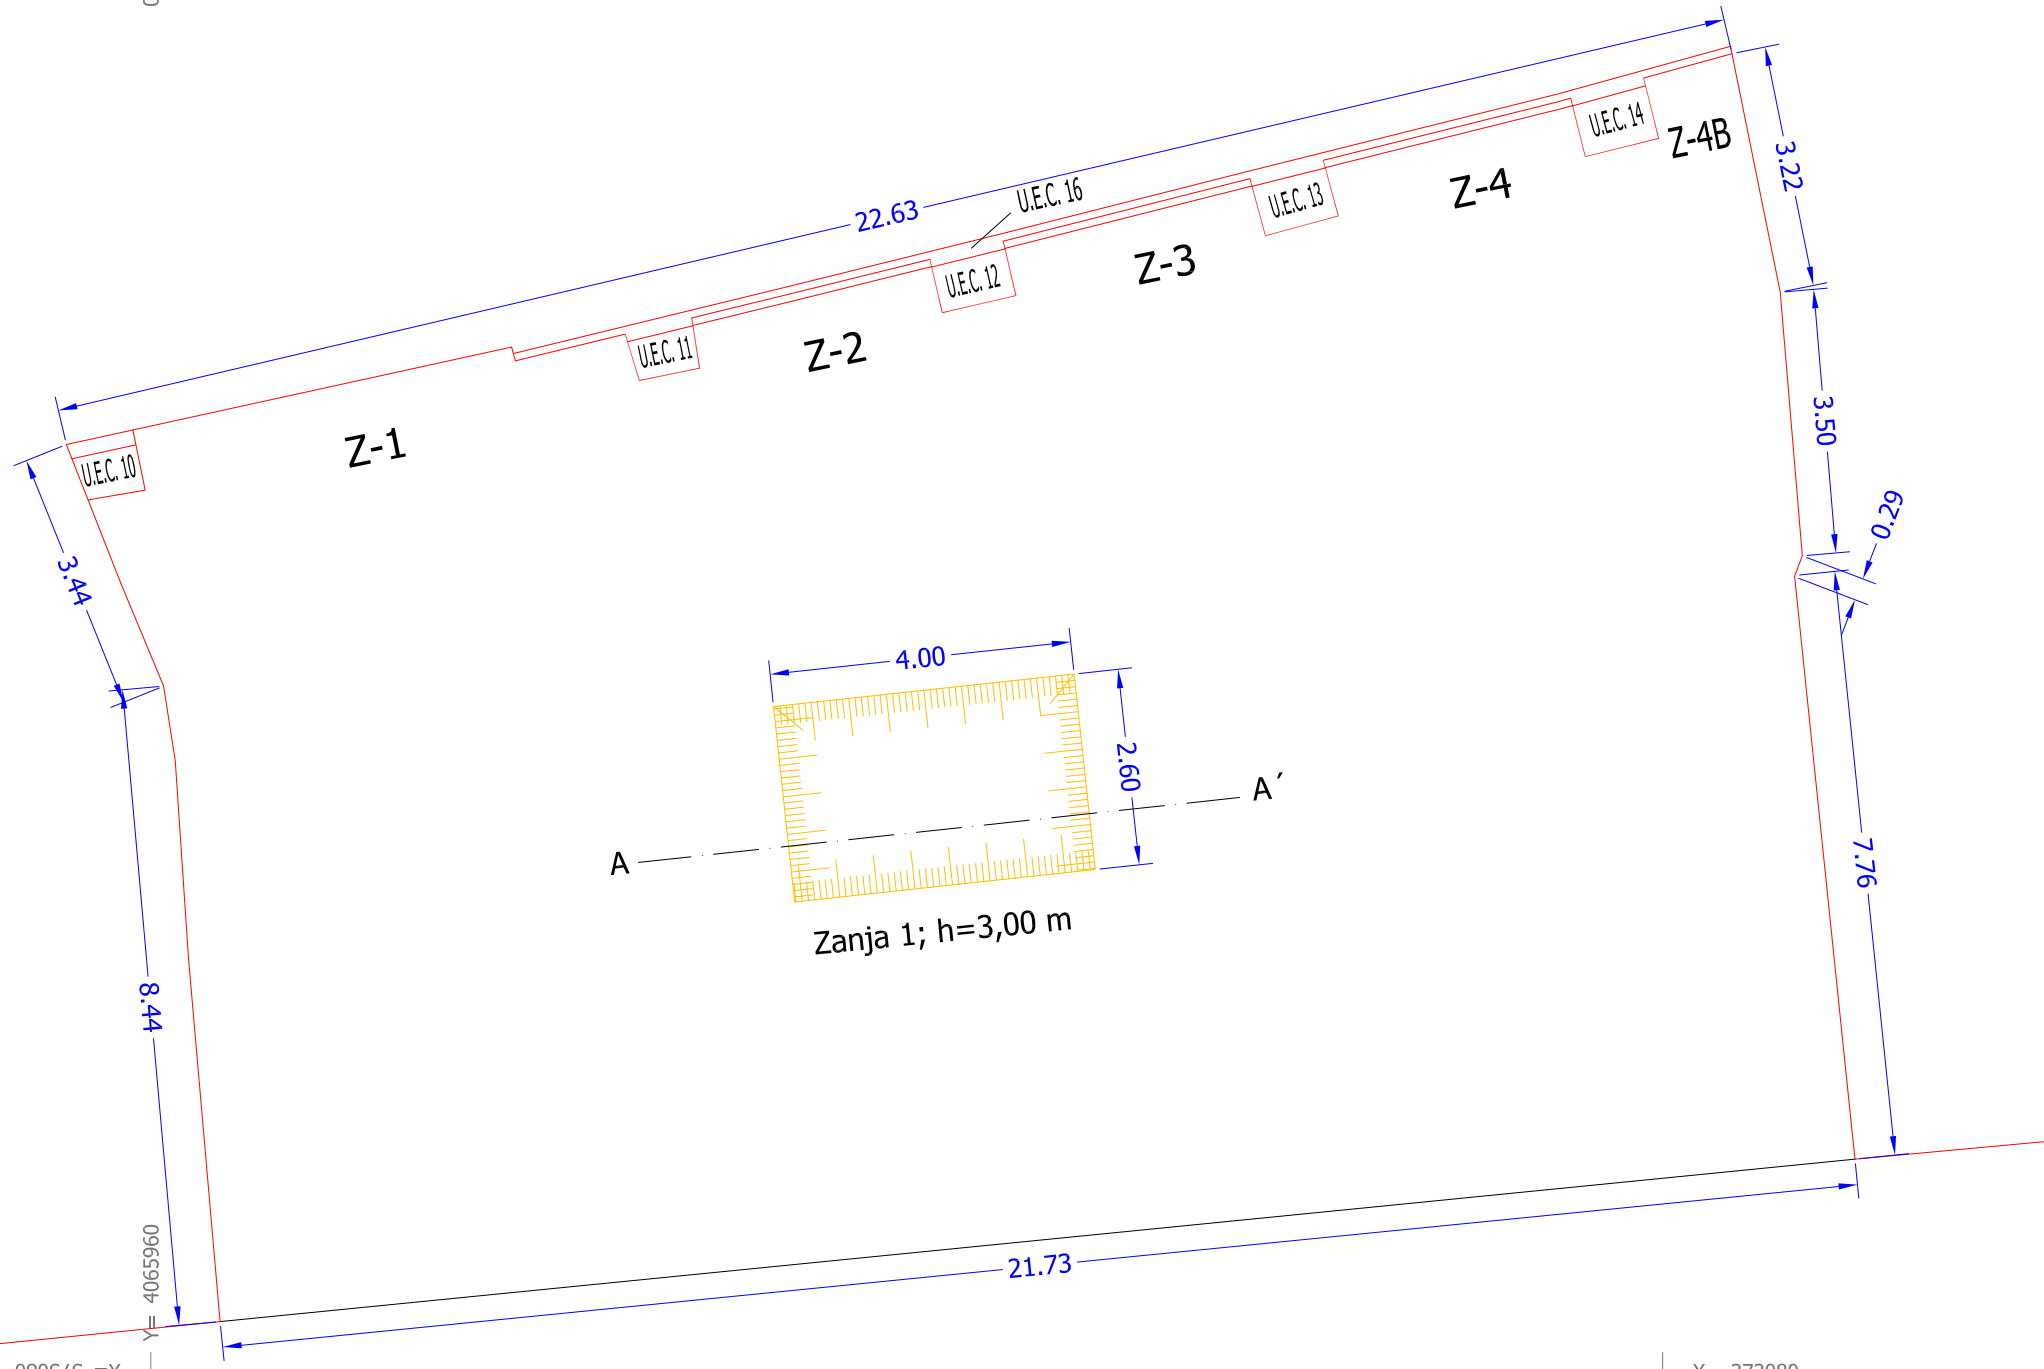 22.63
U.E.C. 16
U.E.C. 14
Z-4B
3.22
U.E.C. 13
Z-4
U.E.C. 12
Z-3
U.E.C. 11
Z-2
U.E.C. 10
Z-1
3.50
0.29
3.44
4.00
2.60
A
A´
Zanja 1; h=3,00 m
7.76
8.44
21.73
Y= 4065960